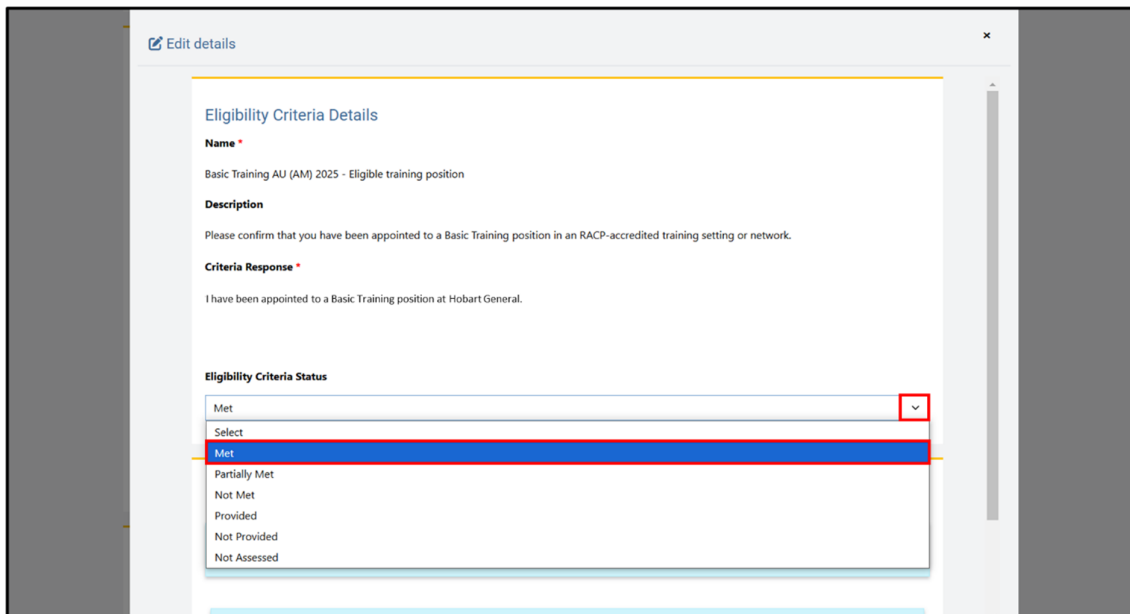 Edit details
×
Eligibility Criteria Details
Name *
Basic Training AU (AM) 2025 - Eligible training position
Description
Please confirm that you have been appointed to a Basic Training position in an RACP-accredited training setting or network.
Criteria Response *
I have been appointed to a Basic Training position at Hobart General.
Eligibility Criteria Status
Met
Select
Met
Partially Met
Not Met
Provided
Not Provided
Not Assessed